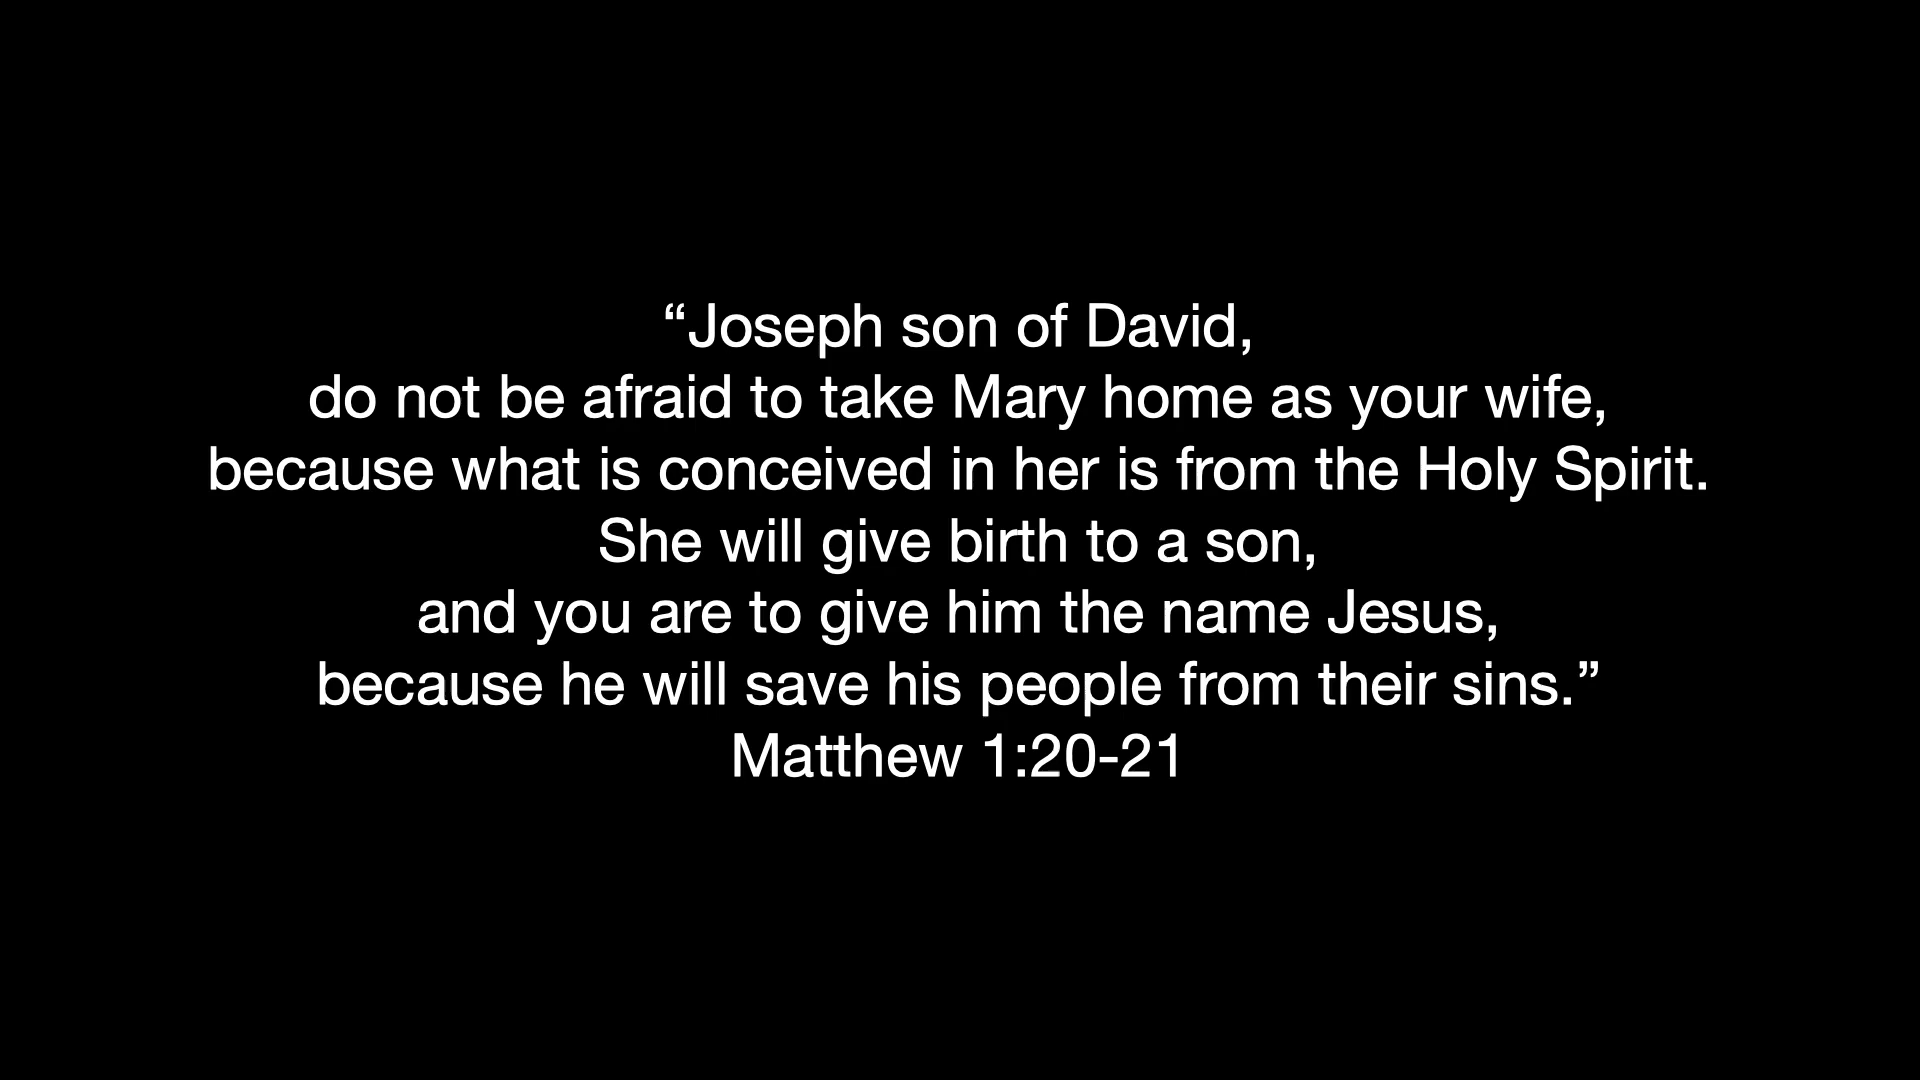 “Joseph son of David,
do not be afraid to take Mary home as your wife,
because what is conceived in her is from the Holy Spirit.
She will give birth to a son,
and you are to give him the name Jesus,
because he will save his people from their sins.”
Matthew 1:20-21